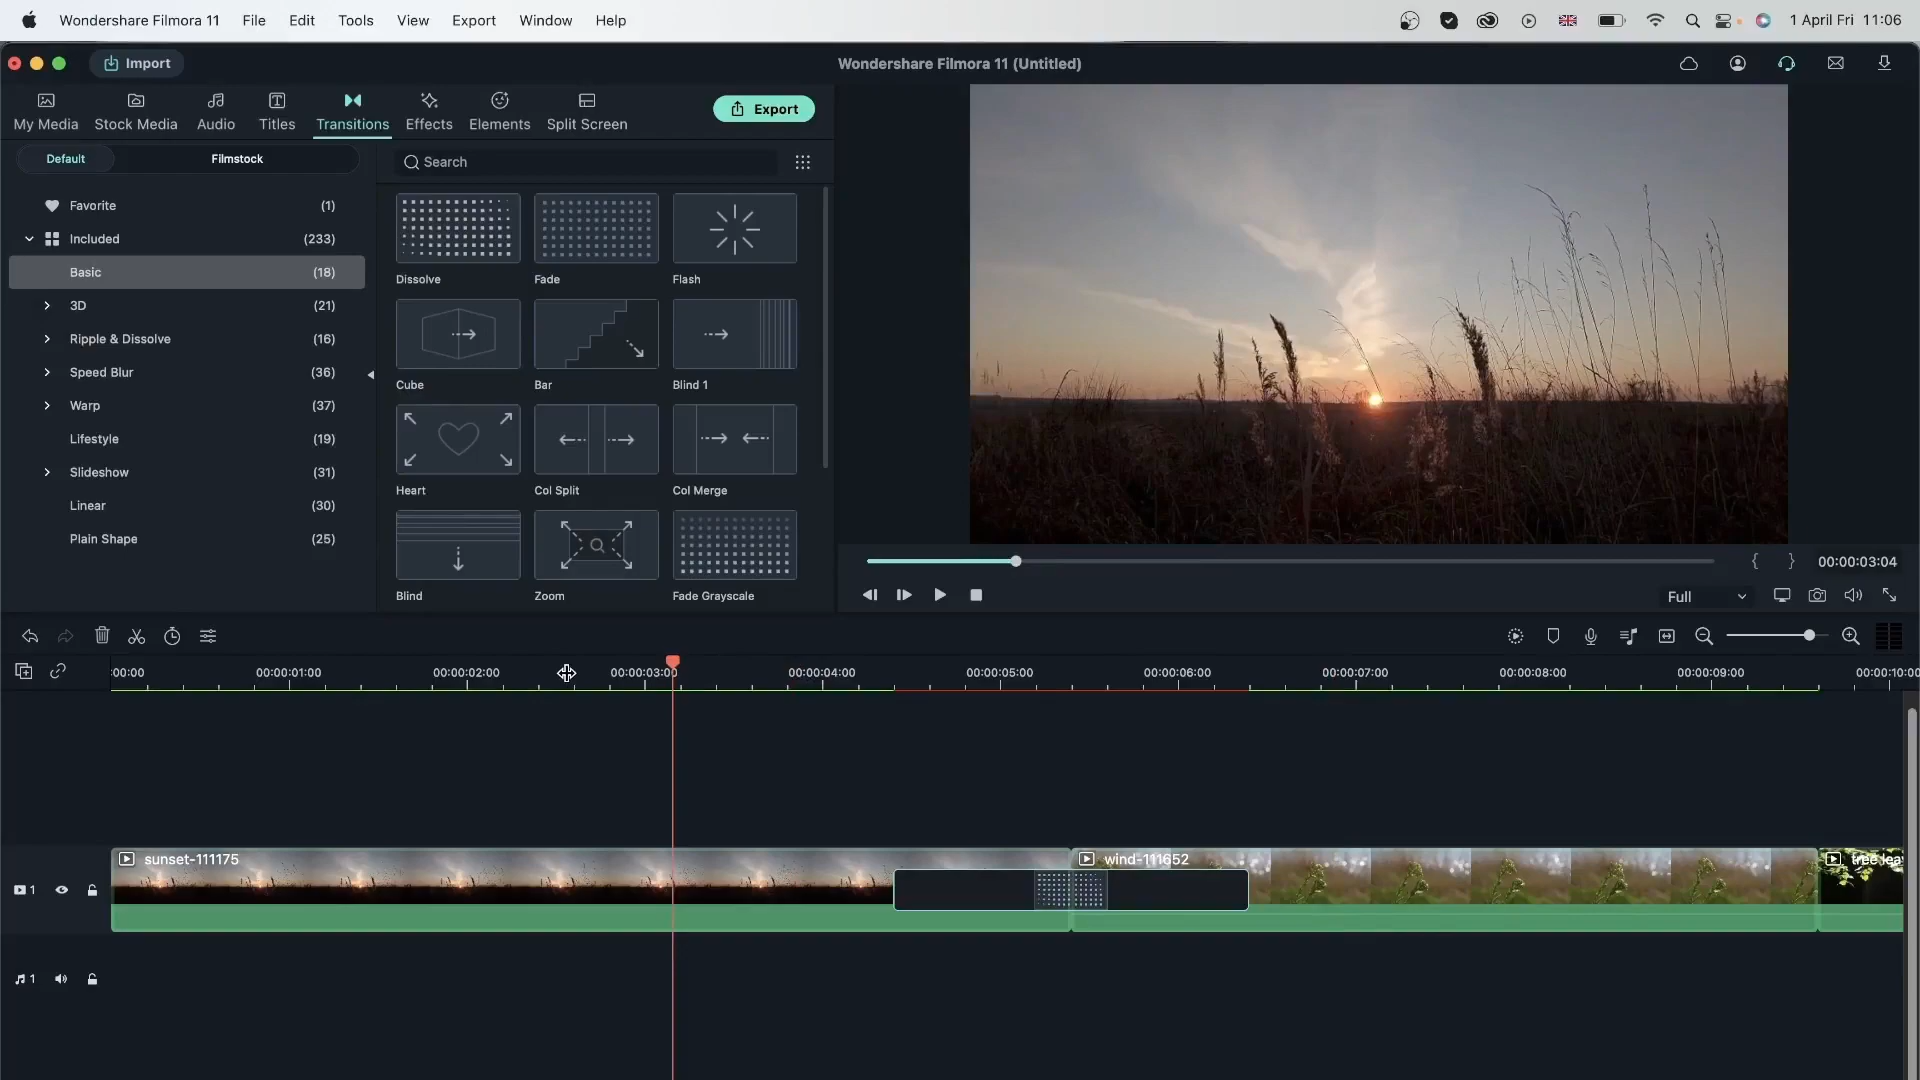 Wondershare Filmora 11 File Edit Tools View Export Window Help 1 April Fri 11:06
Import Wondershare Filmora 11 (Untitled)
My Media Stock Media Audio Titles Transitions Effects Elements Split Screen Export
Default Filmstock Search
Favorite (1)
Included (233)
Basic (18)
3D (21)
Ripple & Dissolve (16)
Speed Blur (36)
Warp (37)
Lifestyle (19)
Slideshow (31)
Linear (30)
Plain Shape (25)
Dissolve Fade Flash
Cube Bar Blind 1
Heart Col Split Col Merge
Blind Zoom Fade Grayscale
{ } 00:00:03:04
Full
:00:00 00:00:01:00 00:00:02:00 00:00:03:00 00:00:04:00 00:00:05:00 00:00:06:00 00:00:07:00 00:00:08:00 00:00:09:00 00:00:10:00
sunset-111175 wind-111652 tree lea
1
1